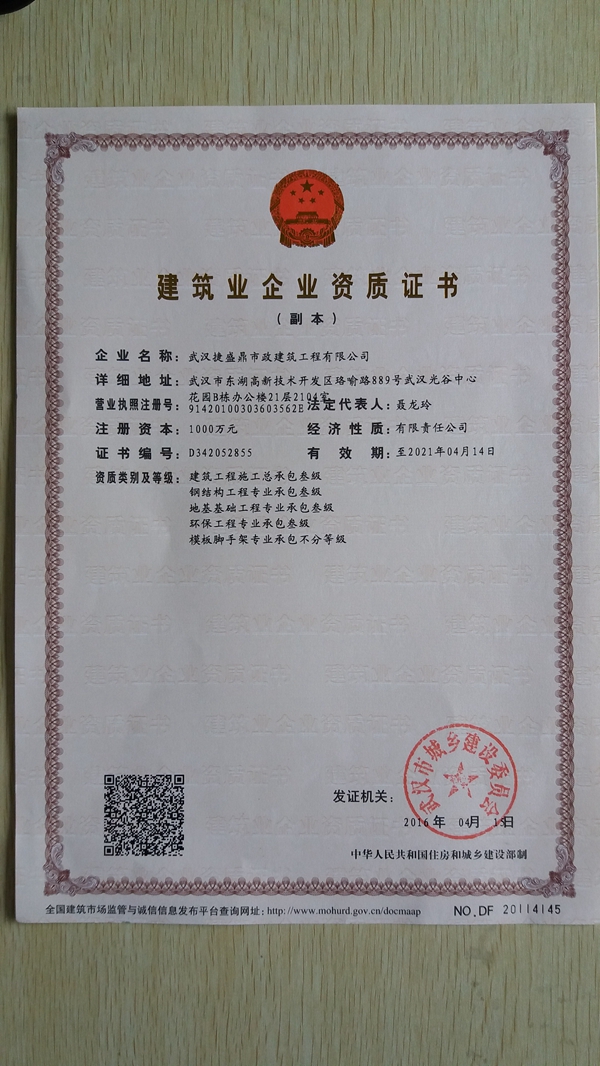 建筑业企业资质证书
(副本)
企业名称: 武汉捷盛鼎市政建筑工程有限公司
详细地址: 武汉市东湖高新技术开发区珞喻路889号武汉光谷中心
花园B栋办公楼21层2104室
营业执照注册号: 91420100303603562E 法定代表人: 聂龙玲
注册资本: 1000万元 经济性质: 有限责任公司
证书编号: D342052855 有效期: 至2021年04月14日
资质类别及等级: 建筑工程施工总承包叁级
钢结构工程专业承包叁级
地基基础工程专业承包叁级
环保工程专业承包叁级
模板脚手架专业承包不分等级
武汉市城乡建设委员会
发证机关:
2016年 04月 15日
中华人民共和国住房和城乡建设部制
全国建筑市场监管与诚信信息发布平台查询网址: http://www.mohurd.gov.cn/docmaap NO.DF 20114145